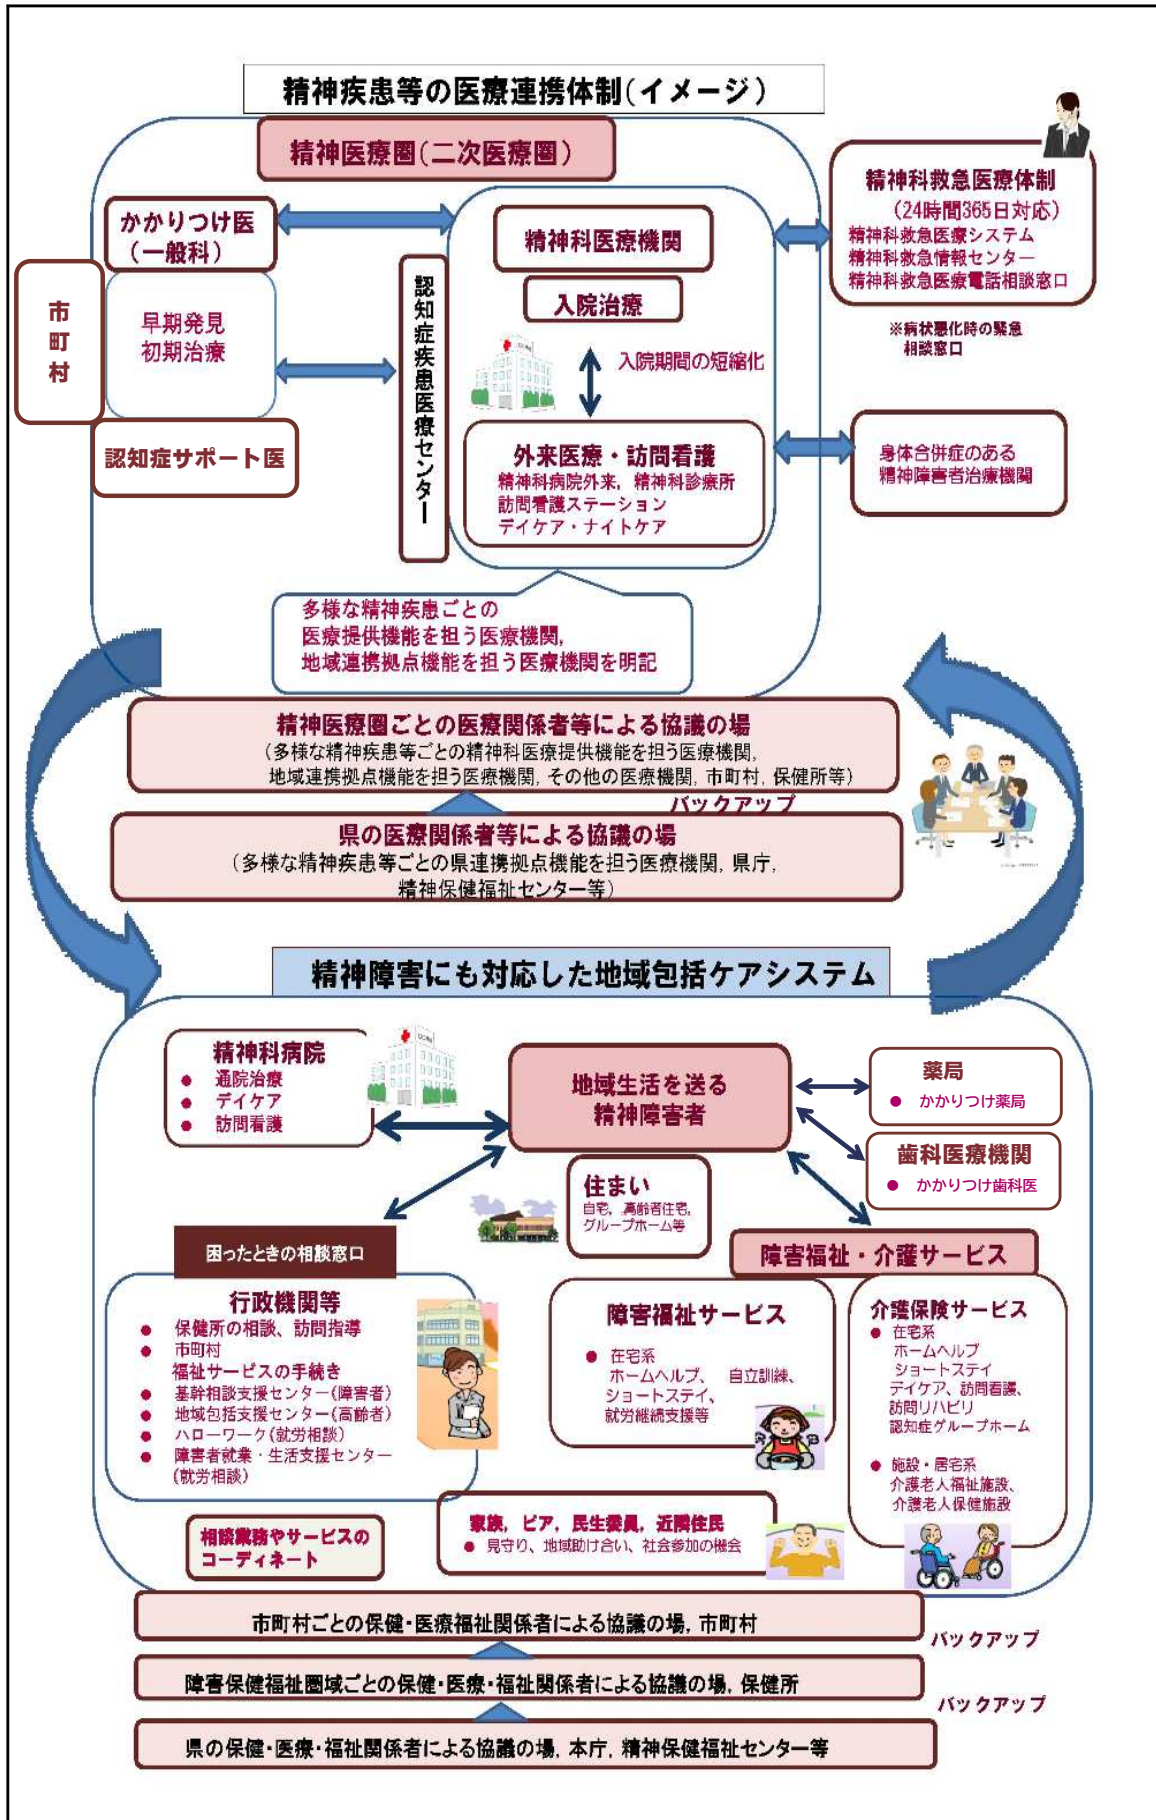 精神疾患等の医療連携体制(イメージ)
精神医療圏(二次医療圏)
かかりつけ医
(一般科)
市町村
早期発見
初期治療
認知症サポート医
認知症疾患医療センター
精神科医療機関
入院治療
入院期間の短縮化
外来医療・訪問看護
精神科病院外来，精神科診療所
訪問看護ステーション
デイケア・ナイトケア
精神科救急医療体制
(24時間365日対応)
精神科救急医療システム
精神科救急情報センター
精神科救急医療電話相談窓口
※病状悪化時の緊急
相談窓口
身体合併症のある
精神障害者治療機関
多様な精神疾患ごとの
医療提供機能を担う医療機関，
地域連携拠点機能を担う医療機関を明記
精神医療圏ごとの医療関係者等による協議の場
(多様な精神疾患等ごとの精神科医療提供機能を担う医療機関，
地域連携拠点機能を担う医療機関，その他の医療機関，市町村，保健所等)
バックアップ
県の医療関係者等による協議の場
(多様な精神疾患等ごとの県連携拠点機能を担う医療機関，県庁，
精神保健福祉センター等)
精神障害にも対応した地域包括ケアシステム
精神科病院
● 通院治療
● デイケア
● 訪問看護
地域生活を送る
精神障害者
薬局
● かかりつけ薬局
歯科医療機関
● かかりつけ歯科医
住まい
自宅，高齢者住宅，
グループホーム等
困ったときの相談窓口
行政機関等
● 保健所の相談、訪問指導
● 市町村
福祉サービスの手続き
● 基幹相談支援センター(障害者)
● 地域包括支援センター(高齢者)
● ハローワーク(就労相談)
● 障害者就業・生活支援センター
(就労相談)
相談業務やサービスの
コーディネート
障害福祉・介護サービス
障害福祉サービス
● 在宅系
ホームヘルプ、 自立訓練、
ショートステイ、
就労継続支援等
介護保険サービス
● 在宅系
ホームヘルプ
ショートステイ
デイケア、訪問看護、
訪問リハビリ
認知症グループホーム
● 施設・居宅系
介護老人福祉施設、
介護老人保健施設
家族，ピア，民生委員，近隣住民
● 見守り、地域助け合い、社会参加の機会
市町村ごとの保健・医療福祉関係者による協議の場，市町村
バックアップ
障害保健福祉圏域ごとの保健・医療・福祉関係者による協議の場，保健所
バックアップ
県の保健・医療・福祉関係者による協議の場，本庁，精神保健福祉センター等